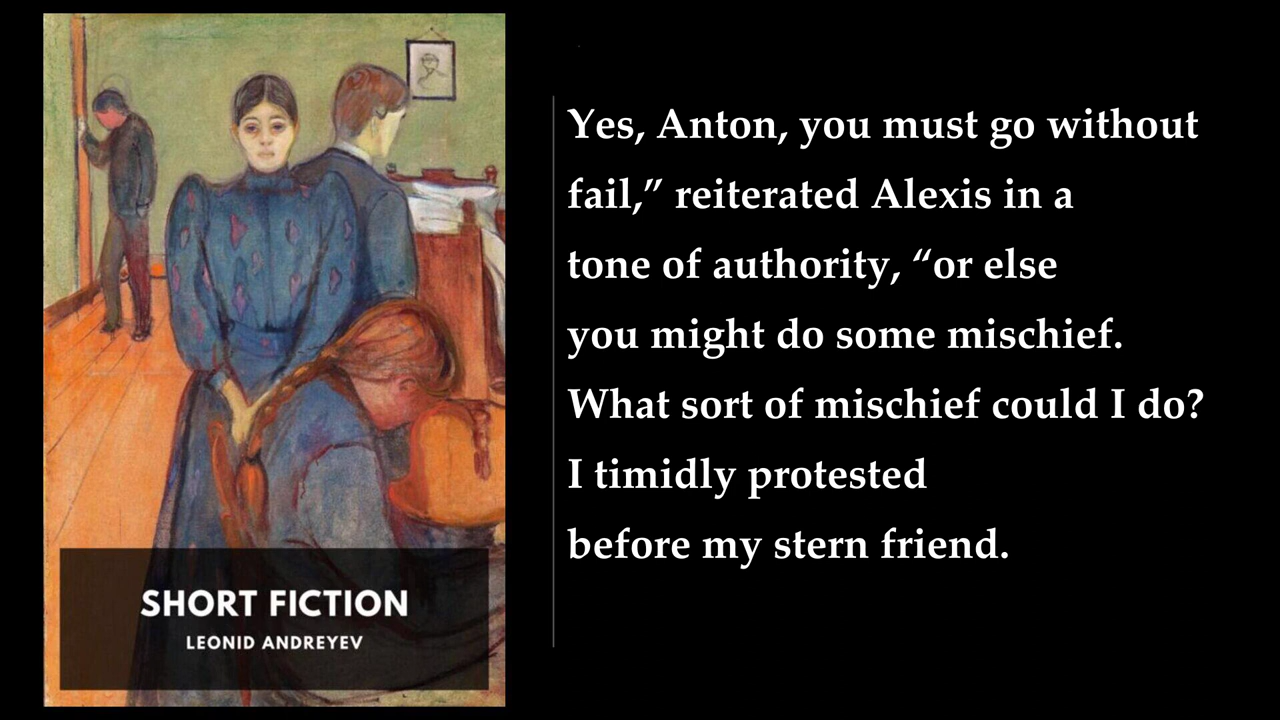 SHORT FICTION
LEONID ANDREYEV
Yes, Anton, you must go without
fail,” reiterated Alexis in a
tone of authority, “or else
you might do some mischief.
What sort of mischief could I do?
I timidly protested
before my stern friend.